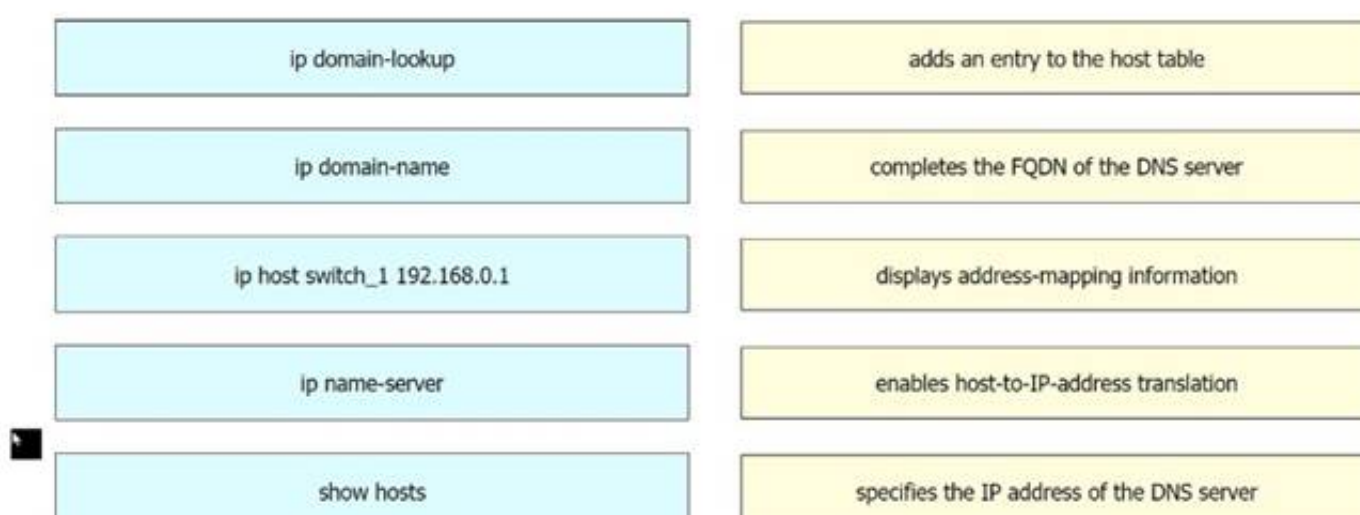 ip domain-lookup
adds an entry to the host table
ip domain-name
completes the FQDN of the DNS server
ip host switch_1 192.168.0.1
displays address-mapping information
ip name-server
enables host-to-IP-address translation
show hosts
specifies the IP address of the DNS server